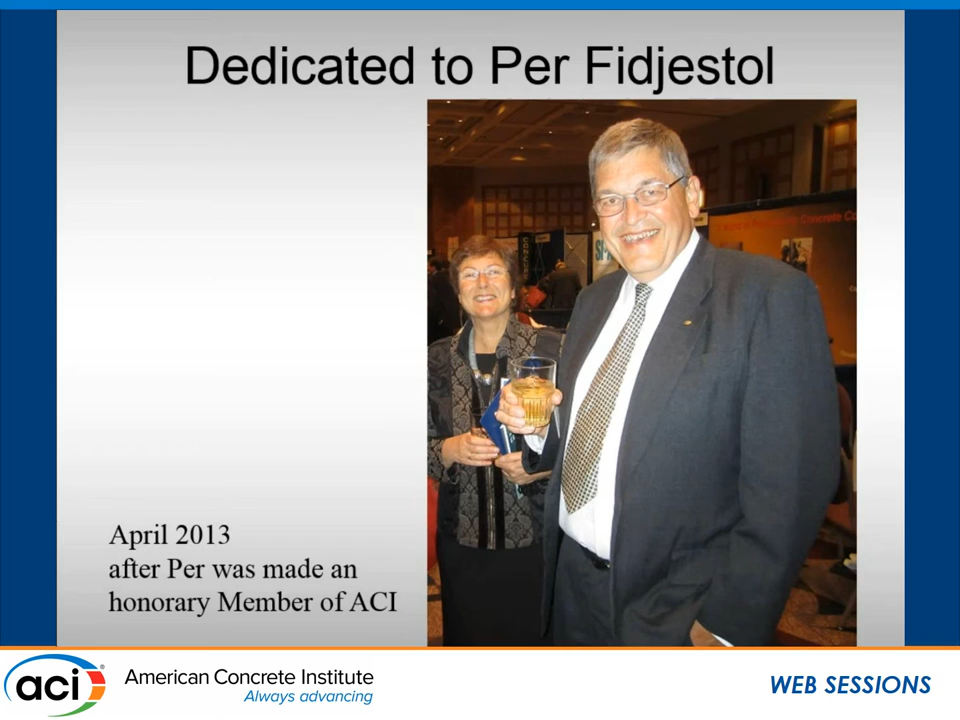 Dedicated to Per Fidjestol
April 2013
after Per was made an
honorary Member of ACI
aci®
American Concrete Institute
Always advancing
WEB SESSIONS